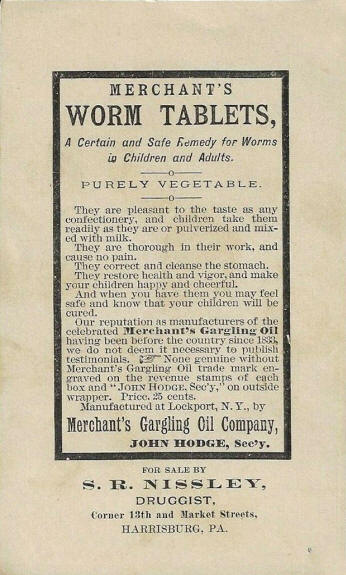 MERCHANT'S
WORM TABLETS,
A Certain and Safe Remedy for Worms
in Children and Adults.
PURELY VEGETABLE.
They are pleasant to the taste as any
confectionery, and children take them
readily as they are or pulverized and mix-
ed with milk.
They are thorough in their work, and
cause no pain.
They correct and cleanse the stomach.
They restore health and vigor, and make
your children happy and cheerful.
And when you have them you may feel
safe and know that your children will be
cured.
Our reputation as manufacturers of the
celebrated Merchant's Gargling Oil
having been before the country since 1833,
we do not deem it necessary to publish
testimonials. ☞ None genuine without
Merchant's Gargling Oil trade mark en-
graved on the revenue stamps of each
box and "JOHN HODGE, Sec'y," on outside
wrapper. Price, 25 cents.
Manufactured at Lockport, N. Y., by
Merchant's Gargling Oil Company,
JOHN HODGE, Sec'y.
FOR SALE BY
S. R. NISSLEY,
DRUGGIST,
Corner 13th and Market Streets,
HARRISBURG, PA.